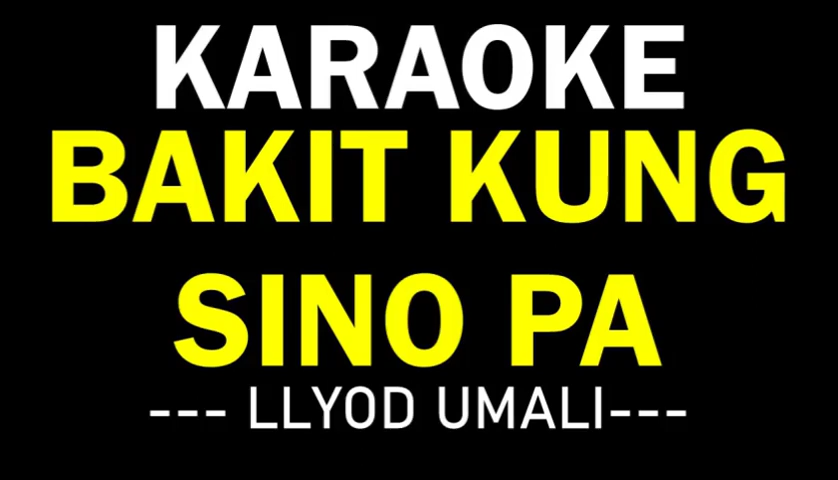 KARAOKE
BAKIT KUNG
SINO PA
--- LLYOD UMALI---